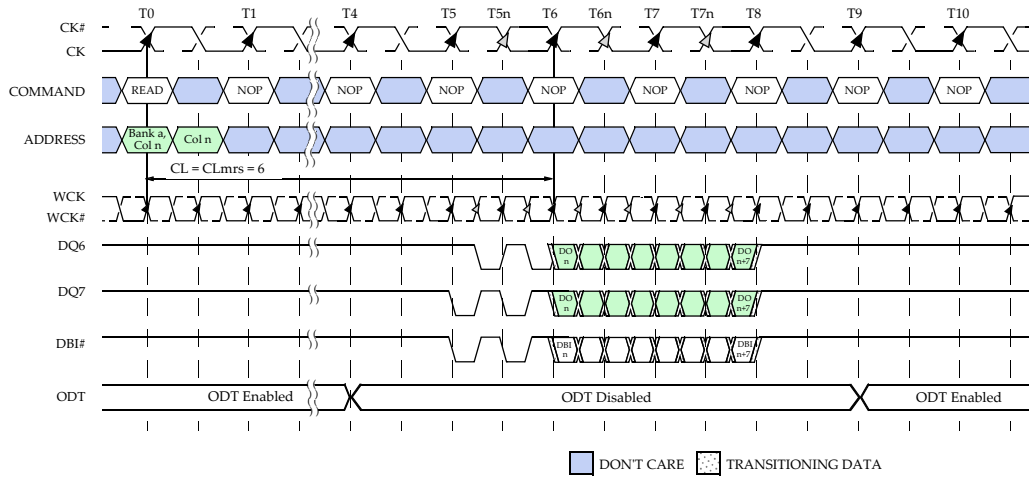 T0 T1 T4 T5 T5n T6 T6n T7 T7n T8 T9 T10
CK#
CK
COMMAND READ NOP NOP NOP NOP NOP NOP NOP NOP
ADDRESS Bank a, Col n Col n
CL = CLmrs = 6
WCK
WCK#
DQ6 DO n DO n+7
DQ7 DO n DO n+7
DBI# DBI n DBI n+7
ODT ODT Enabled ODT Disabled ODT Enabled
DON'T CARE TRANSITIONING DATA